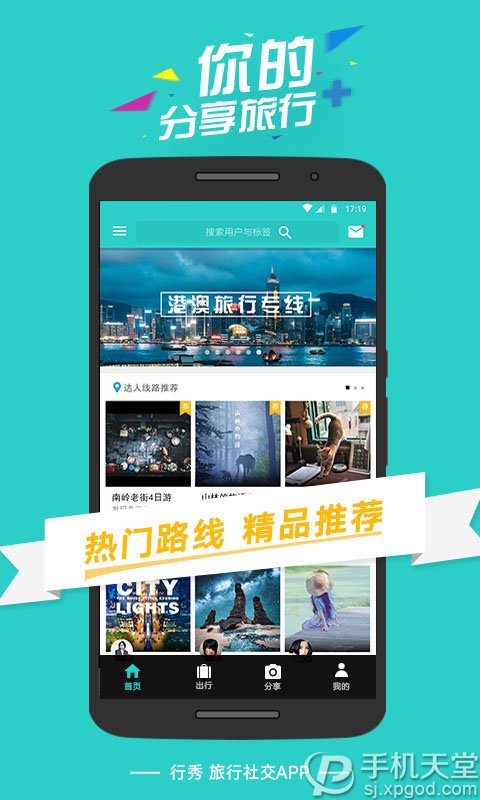 你的
分享旅行+
17:19
搜索用户与标签
港澳旅行专线
达人线路推荐
荐 荐 荐
山林
南岭老街4日游
热门路线 精品推荐
CITY
LIGHTS
首页 出行 分享 我的
— 行秀 旅行社交APP —
手机天堂
sj.xpgod.com